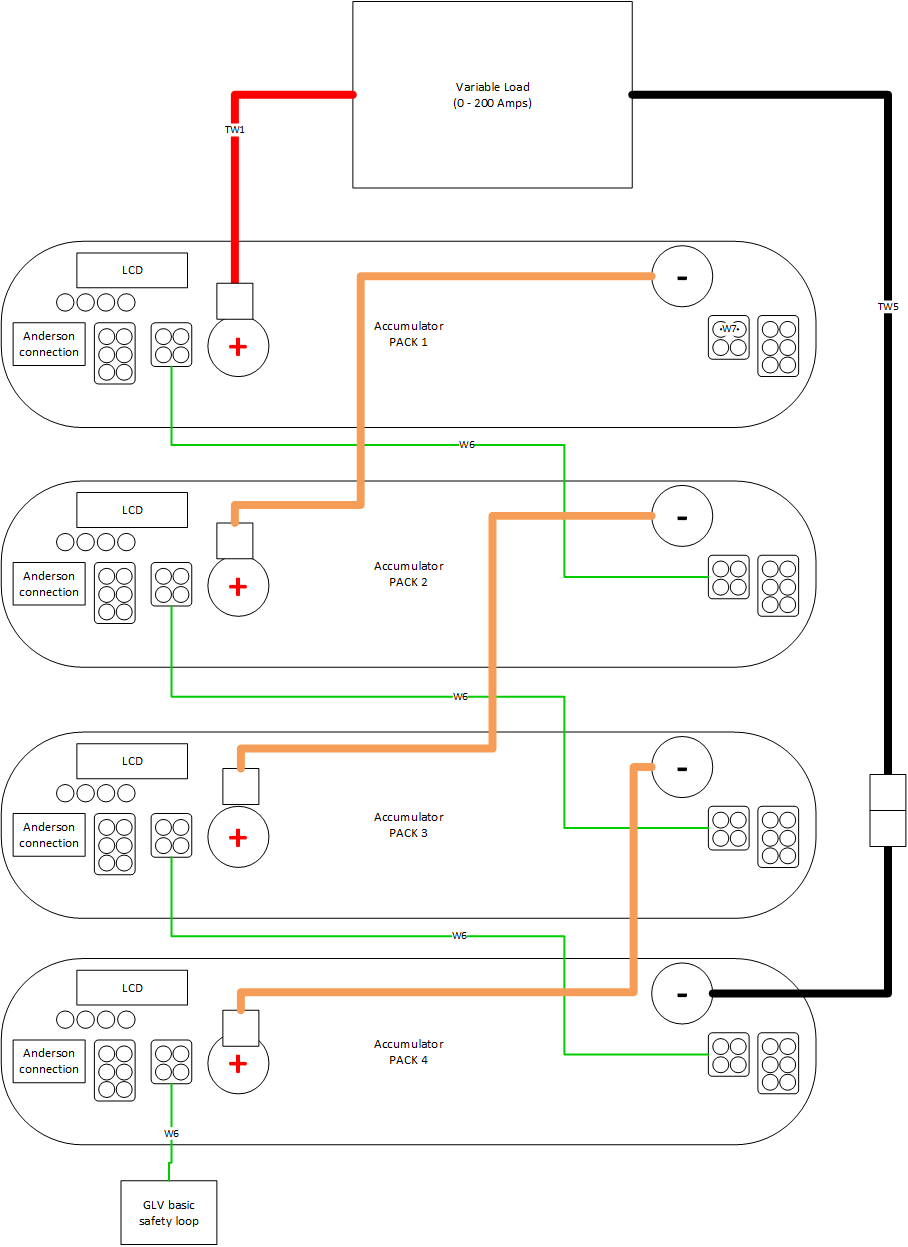 Variable Load
(0 - 200 Amps)
TW1
LCD
TW5
Anderson
connection
+
Accumulator
PACK 1
-
W7
W6
LCD
Anderson
connection
+
Accumulator
PACK 2
-
W6
LCD
Anderson
connection
+
Accumulator
PACK 3
-
W6
LCD
Anderson
connection
+
Accumulator
PACK 4
-
W6
GLV basic
safety loop